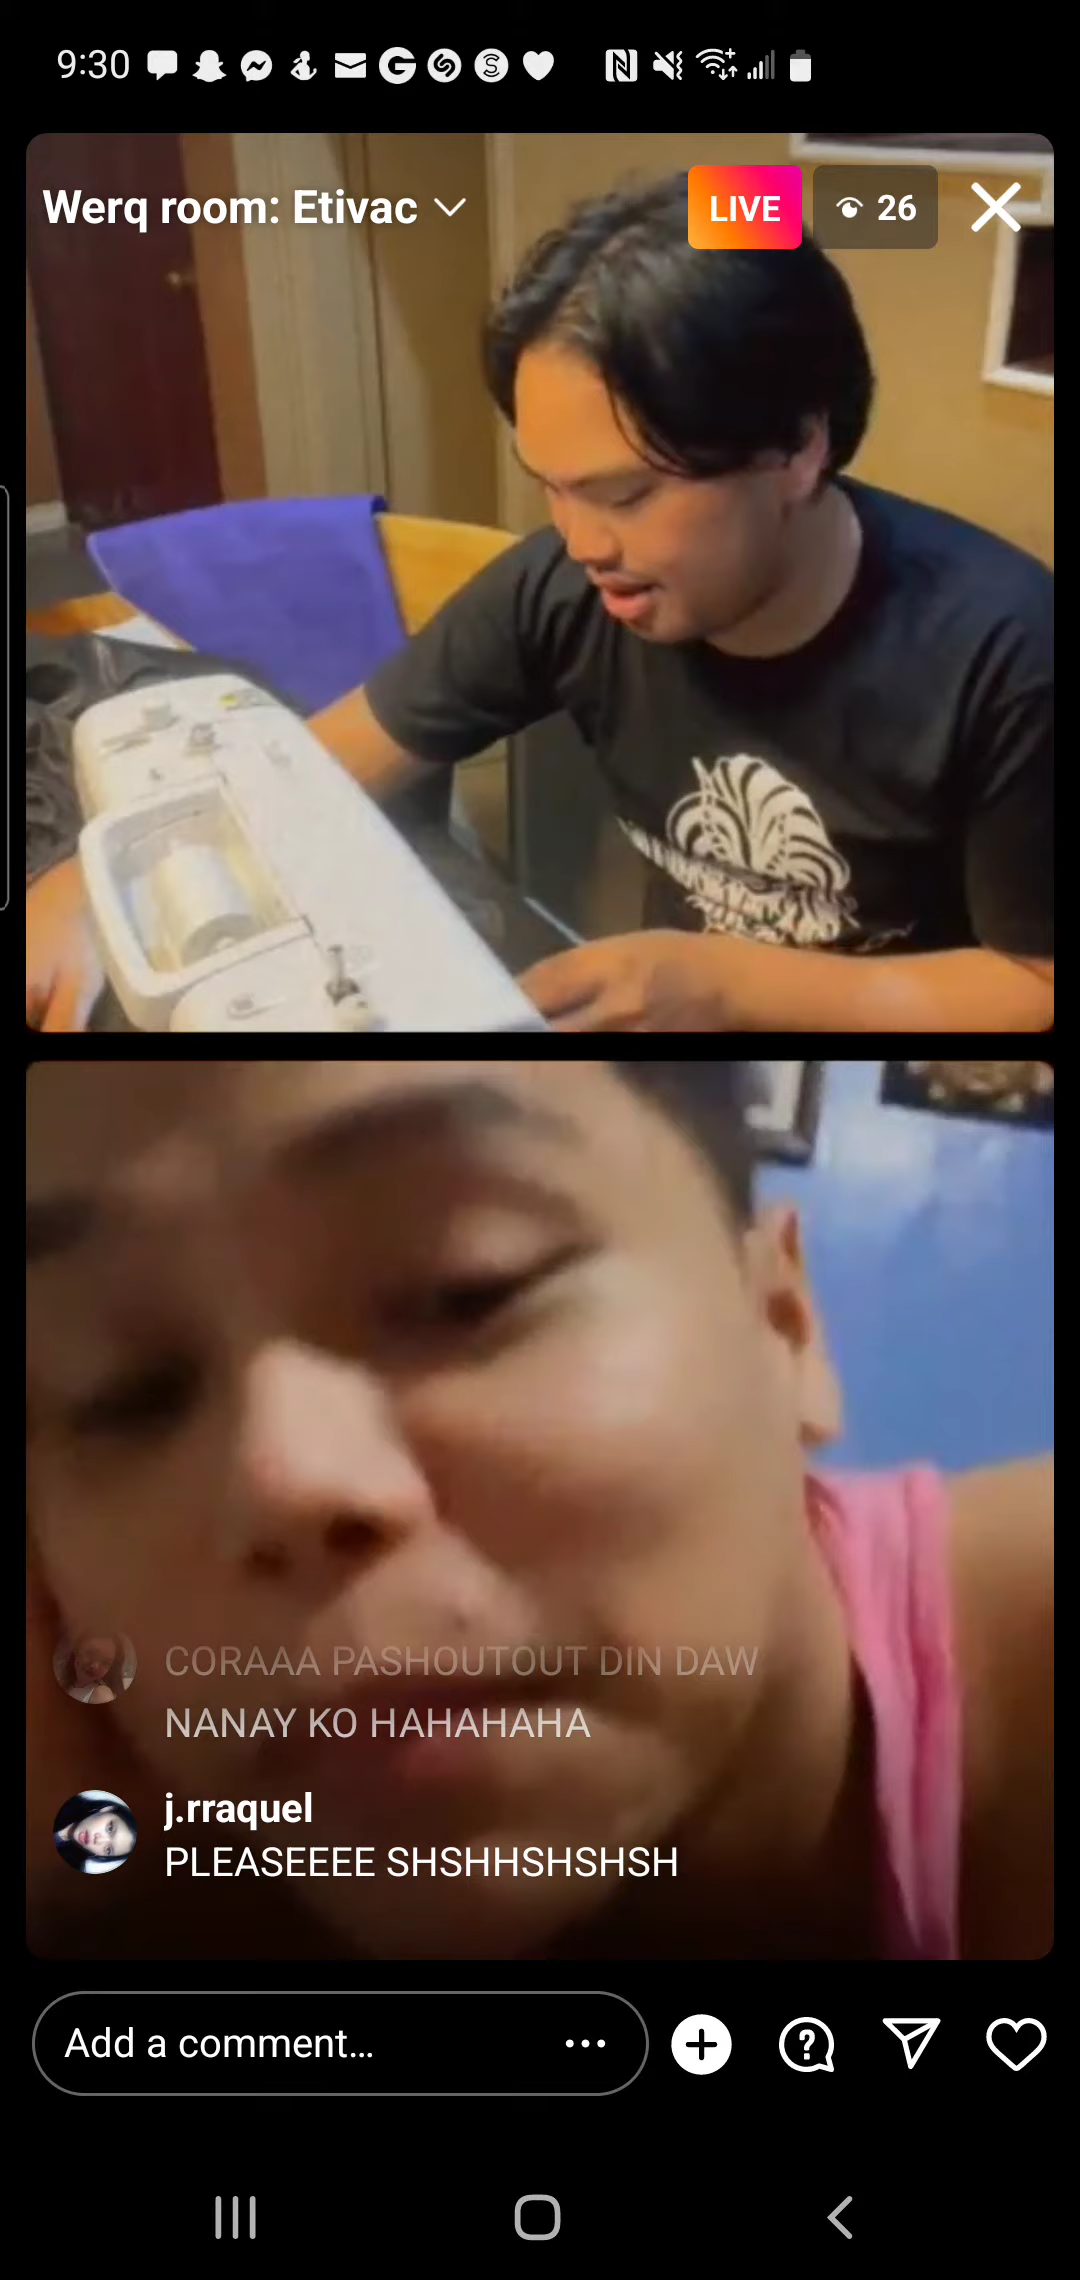 9:30
Werq room: Etivac
LIVE
26
CORAAA PASHOUTOUT DIN DAW
NANAY KO HAHAHAHA
j.rraquel
PLEASEEEE SHSHHSHSHSH
Add a comment...